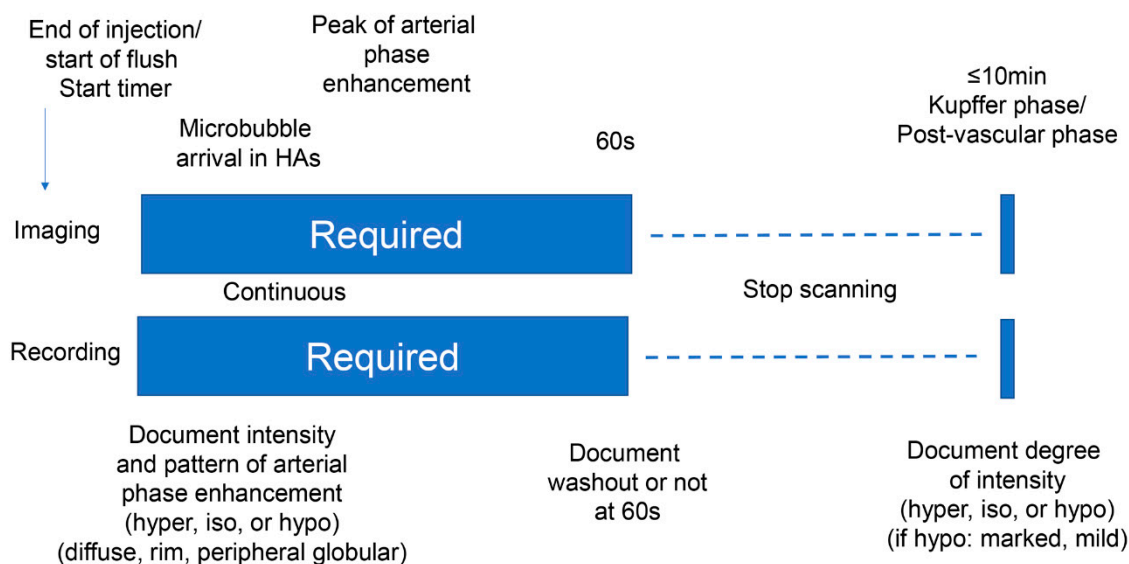 End of injection/
start of flush
Start timer
Peak of arterial
phase
enhancement
Microbubble
arrival in HAs
60s
≤10min
Kupffer phase/
Post-vascular phase
Imaging
Required
Continuous
Stop scanning
Recording
Required
Document intensity
and pattern of arterial
phase enhancement
(hyper, iso, or hypo)
(diffuse, rim, peripheral globular)
Document
washout or not
at 60s
Document degree
of intensity
(hyper, iso, or hypo)
(if hypo: marked, mild)